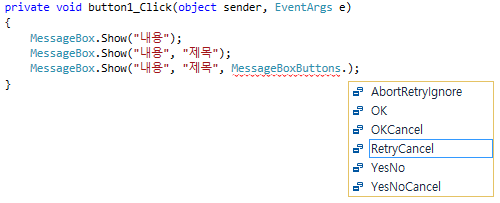 private void button1_Click(object sender, EventArgs e)
{
    MessageBox.Show("내용");
    MessageBox.Show("내용", "제목");
    MessageBox.Show("내용", "제목", MessageBoxButtons.);
}
AbortRetryIgnore
OK
OKCancel
RetryCancel
YesNo
YesNoCancel